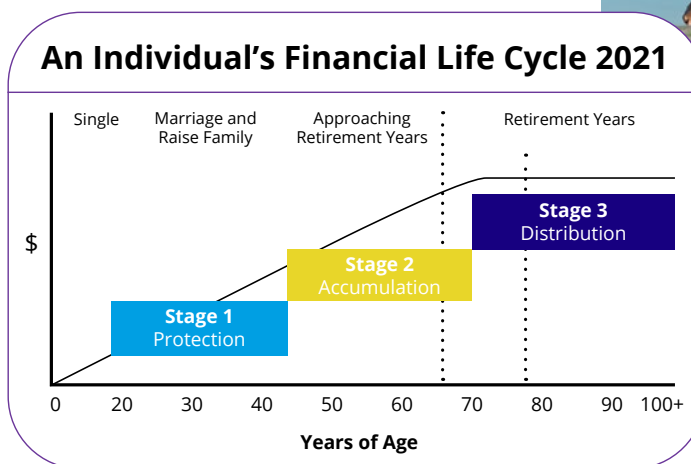 An Individual’s Financial Life Cycle 2021
Single
Marriage and
Raise Family
Approaching
Retirement Years
Retirement Years
$
Stage 3
Distribution
Stage 2
Accumulation
Stage 1
Protection
0 20 30 40 50 60 70 80 90 100+
Years of Age